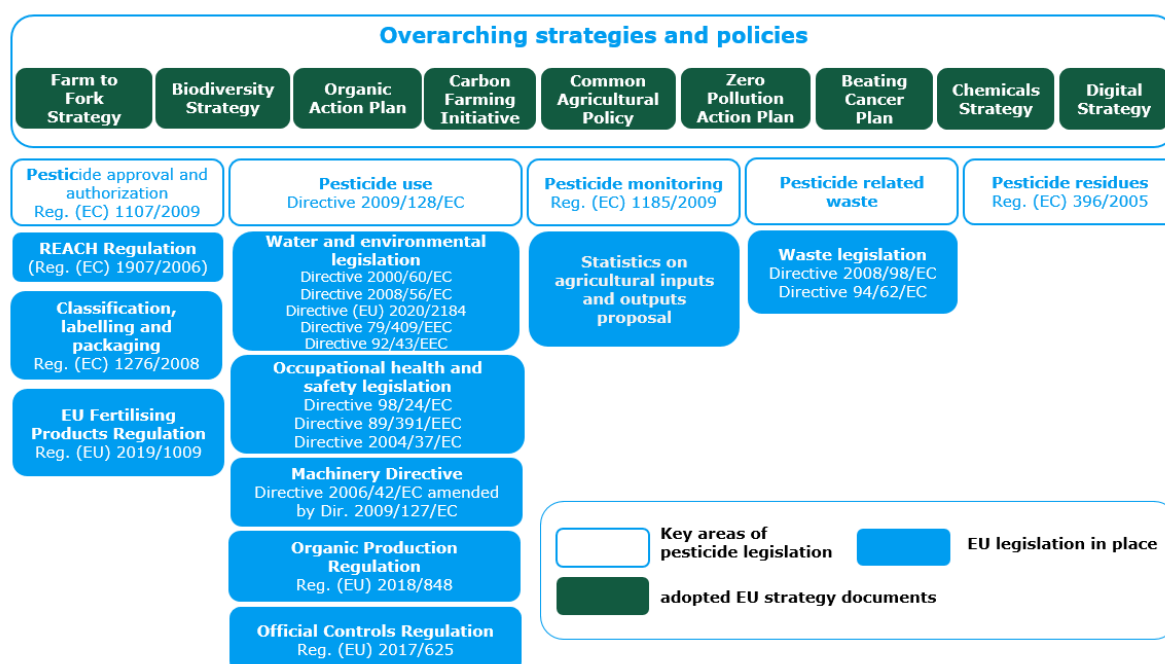 Overarching strategies and policies
Farm to
Fork
Strategy
Biodiversity
Strategy
Organic
Action Plan
Carbon
Farming
Initiative
Common
Agricultural
Policy
Zero
Pollution
Action Plan
Beating
Cancer
Plan
Chemicals
Strategy
Digital
Strategy
Pesticide approval and
authorization
Reg. (EC) 1107/2009
Pesticide use
Directive 2009/128/EC
Pesticide monitoring
Reg. (EC) 1185/2009
Pesticide related
waste
Pesticide residues
Reg. (EC) 396/2005
REACH Regulation
(Reg. (EC) 1907/2006)
Classification,
labelling and
packaging
Reg. (EC) 1276/2008
EU Fertilising
Products Regulation
Reg. (EU) 2019/1009
Water and environmental
legislation
Directive 2000/60/EC
Directive 2008/56/EC
Directive (EU) 2020/2184
Directive 79/409/EEC
Directive 92/43/EEC
Occupational health and
safety legislation
Directive 98/24/EC
Directive 89/391/EEC
Directive 2004/37/EC
Machinery Directive
Directive 2006/42/EC amended
by Dir. 2009/127/EC
Organic Production
Regulation
Reg. (EU) 2018/848
Official Controls Regulation
Reg. (EU) 2017/625
Statistics on
agricultural inputs
and outputs
proposal
Waste legislation
Directive 2008/98/EC
Directive 94/62/EC
Key areas of
pesticide legislation
EU legislation in place
adopted EU strategy documents